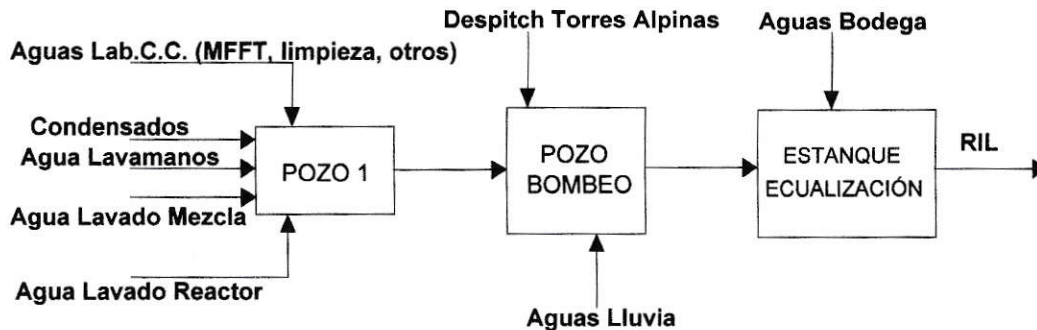 Despitch Torres Alpinas
Aguas Bodega
Aguas Lab.C.C. (MFFT, limpieza, otros)
Condensados
Agua Lavamanos
Agua Lavado Mezcla
Agua Lavado Reactor
POZO 1
POZO
BOMBEO
Aguas Lluvia
ESTANQUE
ECUALIZACIÓN
RIL